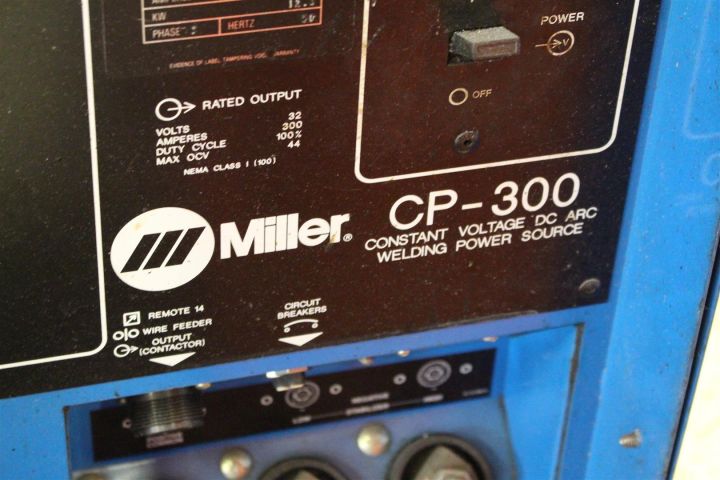 KW
PHASE
HERTZ
EVIDENCE OF LABEL TAMPERING VOIDS WARRANTY
POWER
OFF
RATED OUTPUT
VOLTS 32
AMPERES 300
DUTY CYCLE 100%
MAX OCV 44
NEMA CLASS I (100)
Miller®
CP-300
CONSTANT VOLTAGE DC ARC
WELDING POWER SOURCE
REMOTE 14
WIRE FEEDER
OUTPUT
(CONTACTOR)
CIRCUIT
BREAKERS